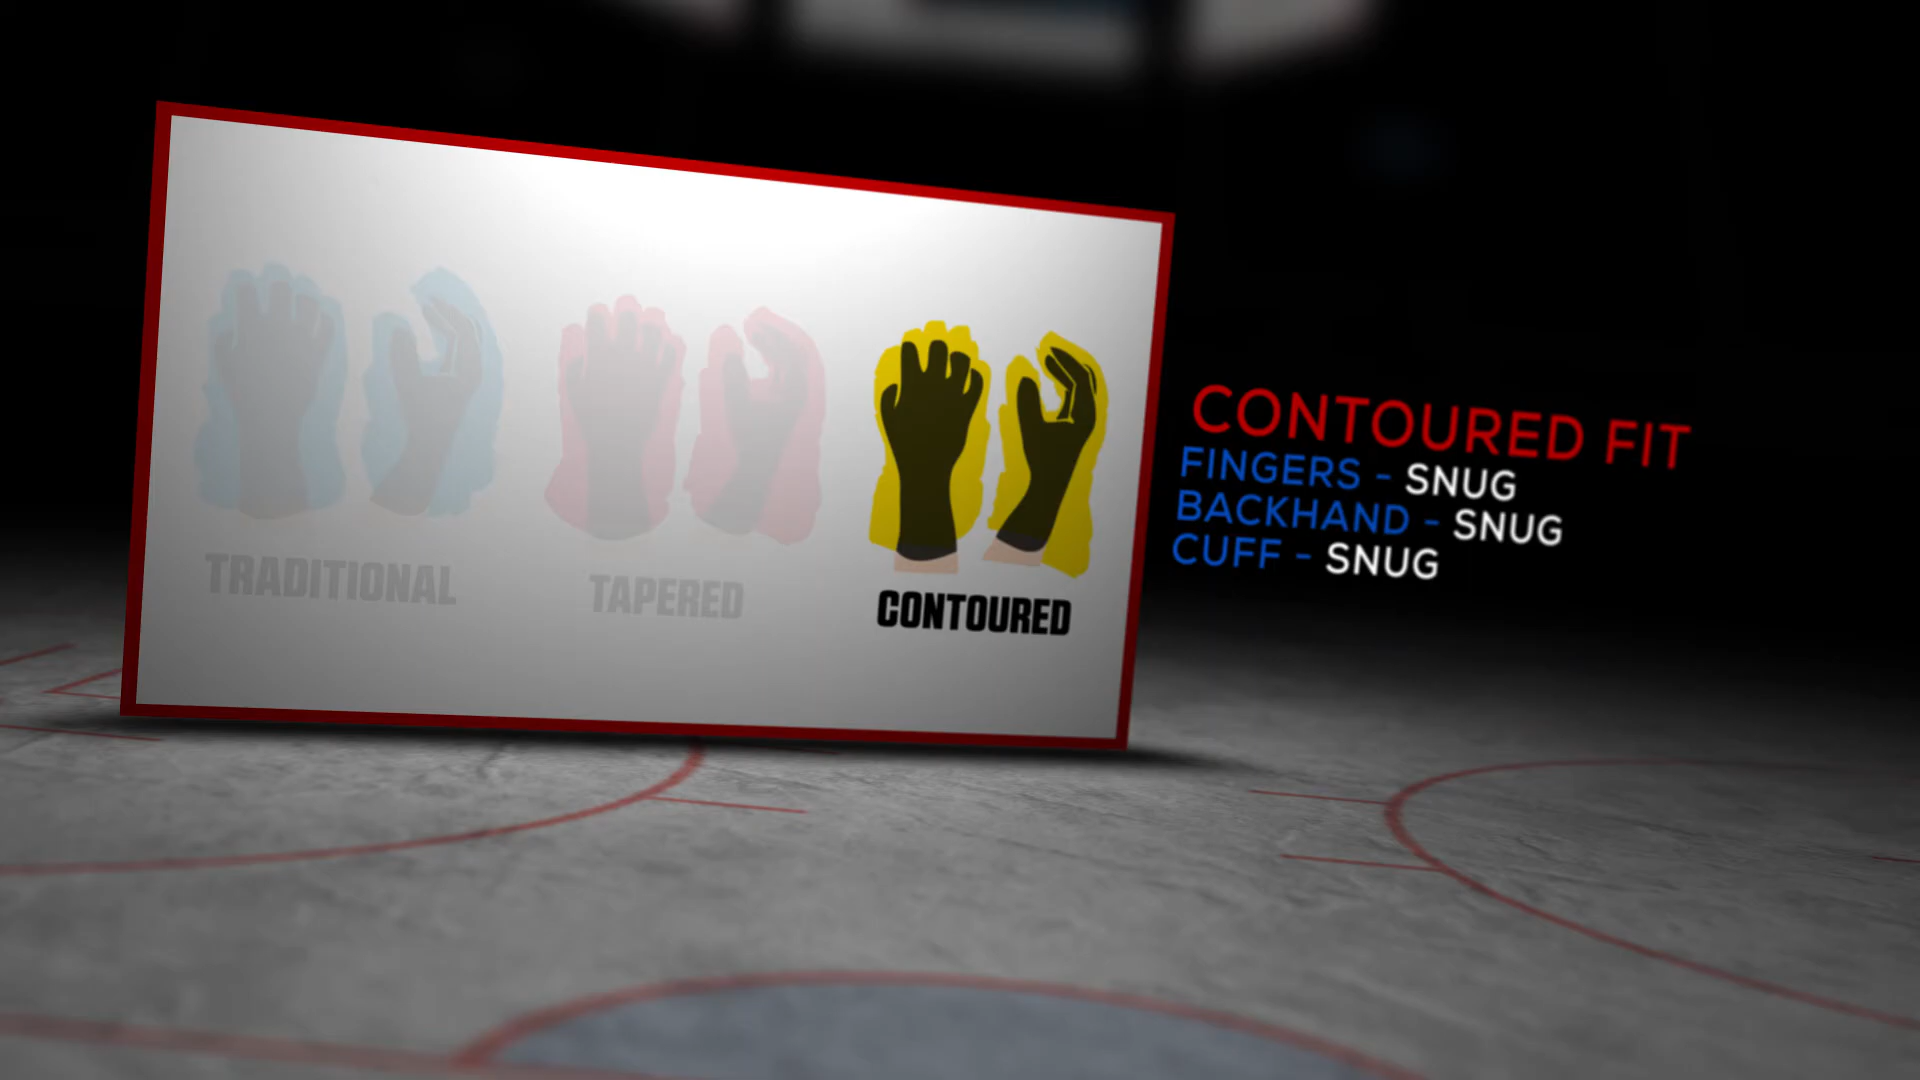 TRADITIONAL
TAPERED
CONTOURED
CONTOURED FIT
FINGERS - SNUG
BACKHAND - SNUG
CUFF - SNUG